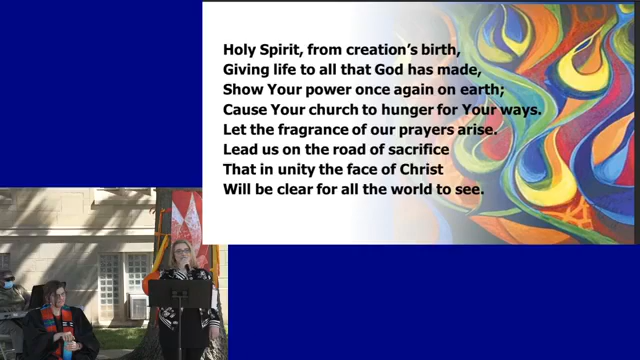 Holy Spirit, from creation’s birth,
Giving life to all that God has made,
Show Your power once again on earth;
Cause Your church to hunger for Your ways.
Let the fragrance of our prayers arise.
Lead us on the road of sacrifice
That in unity the face of Christ
Will be clear for all the world to see.